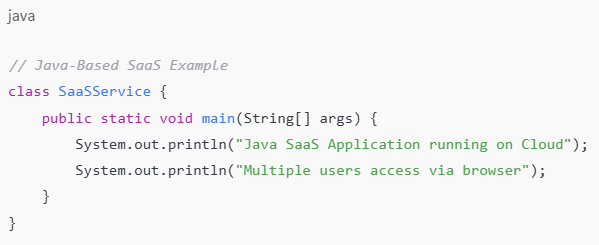 java
// Java-Based SaaS Example
class SaaSService {
    public static void main(String[] args) {
        System.out.println("Java SaaS Application running on Cloud");
        System.out.println("Multiple users access via browser");
    }
}